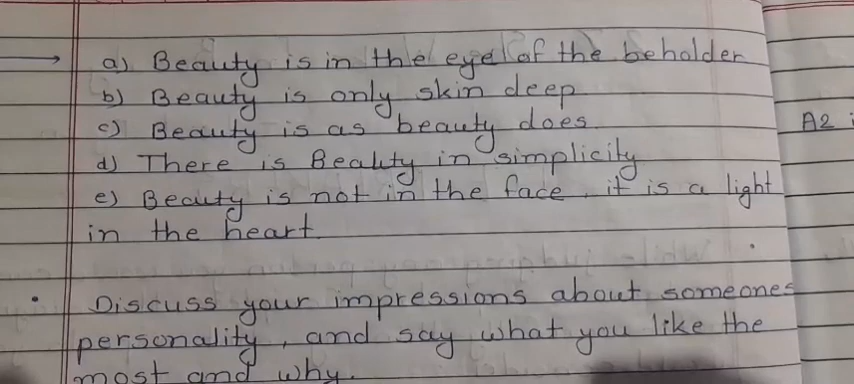 → a) Beauty is in the eye of the beholder
b) Beauty is only skin deep
c) Beauty is as beauty does
A2
d) There is Beauty in simplicity
e) Beauty is not in the face, it is a light
in the heart
• Discuss your impressions about someones
personality, and say what you like the
most and why.